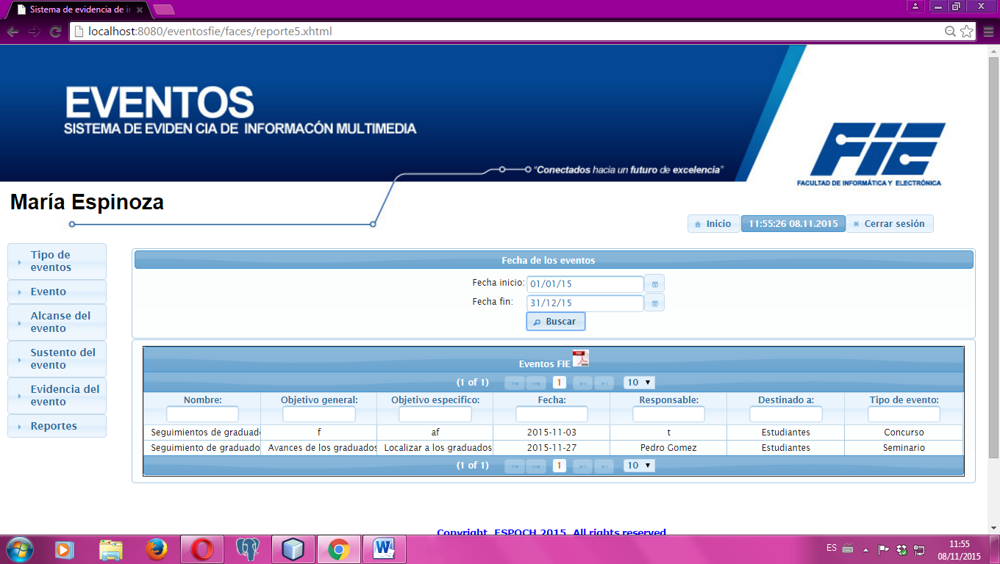 Sistema de evidencia de i
localhost:8080/eventosfie/faces/reporte5.xhtml
EVENTOS
SISTEMA DE EVIDEN CIA DE INFORMACÓN MULTIMEDIA
FIE
FACULTAD DE INFORMÁTICA Y ELECTRÓNICA
"Conectados hacia un futuro de excelencia"
María Espinoza
Inicio 11:55:26 08.11.2015 Cerrar sesión
Tipo de
eventos
Evento
Alcanse del
evento
Sustento del
evento
Evidencia del
evento
Reportes
Fecha de los eventos
Fecha inicio: 01/01/15
Fecha fin: 31/12/15
Buscar
Eventos FIE
(1 of 1) 1 10
Nombre: Objetivo general: Objetivo especifico: Fecha: Responsable: Destinado a: Tipo de evento:
Seguimientos de graduado f af 2015-11-03 t Estudiantes Concurso
Seguimiento de graduado Avances de los graduados Localizar a los graduados 2015-11-27 Pedro Gomez Estudiantes Seminario
(1 of 1) 1 10
Copyright ESPOCH 2015. All rights reserved
ES 11:55
08/11/2015